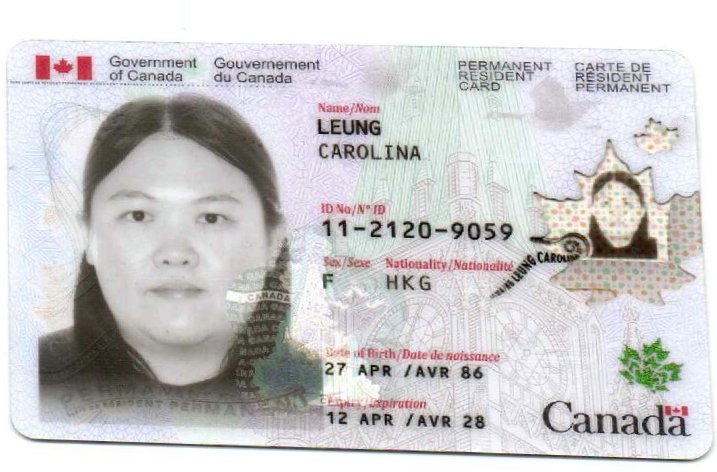 Government of Canada
Gouvernement du Canada
PERMANENT RESIDENT CARD
CARTE DE RÉSIDENT PERMANENT
Name/Nom
LEUNG
CAROLINA
ID No/N° ID
11-2120-9059
Sex/Sexe Nationality/Nationalité
F HKG
LEUNG CAROLI
CANADA
Date of Birth/Date de naissance
27 APR /AVR 86
Expiry/Expiration
12 APR /AVR 28
Canada